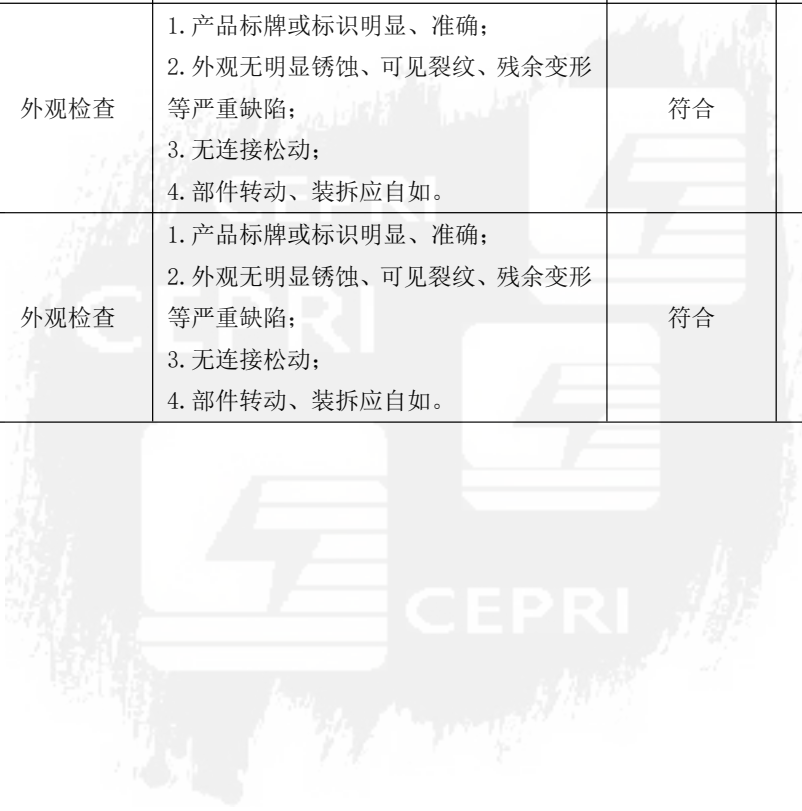 1.产品标牌或标识明显、准确；
2.外观无明显锈蚀、可见裂纹、残余变形
外观检查
等严重缺陷；
符合
3.无连接松动；
4.部件转动、装拆应自如。
1.产品标牌或标识明显、准确；
2.外观无明显锈蚀、可见裂纹、残余变形
外观检查
等严重缺陷；
符合
3.无连接松动；
4.部件转动、装拆应自如。
CEPRI
CEPRI
CEPRI